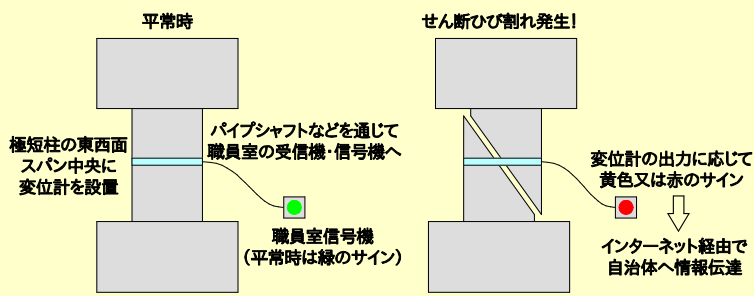 平常時
極短柱の東西面
スパン中央に
変位計を設置
パイプシャフトなどを通じて
職員室の受信機・信号機へ
職員室信号機
(平常時は緑のサイン)
せん断ひび割れ発生!
変位計の出力に応じて
黄色又は赤のサイン
インターネット経由で
自治体へ情報伝達